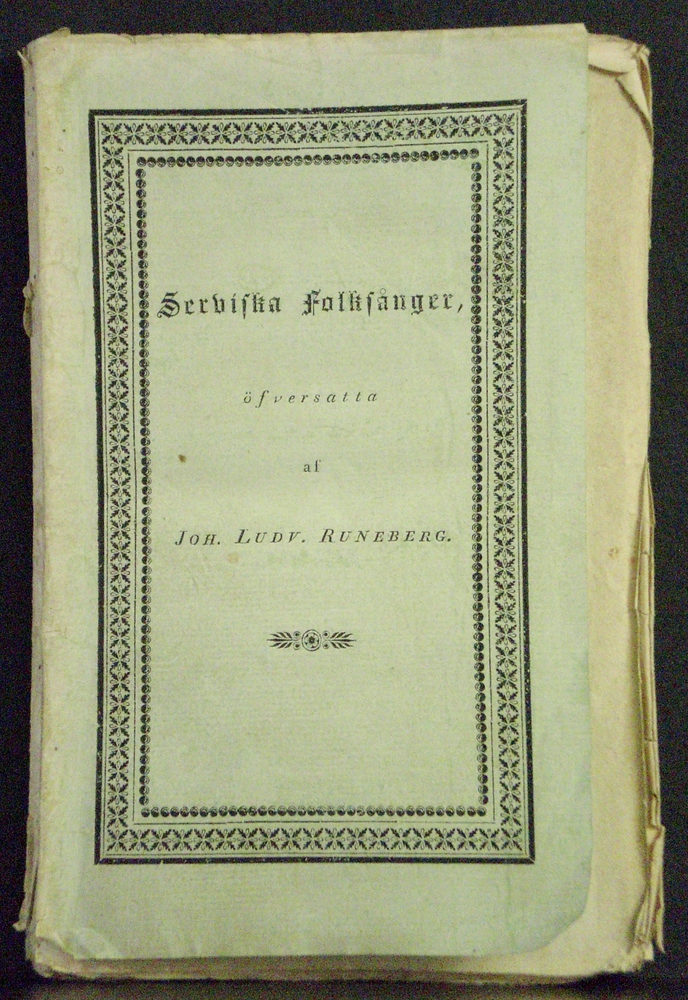 Serviska Folksånger,
öfversatta
af
JOH. LUDV. RUNEBERG.